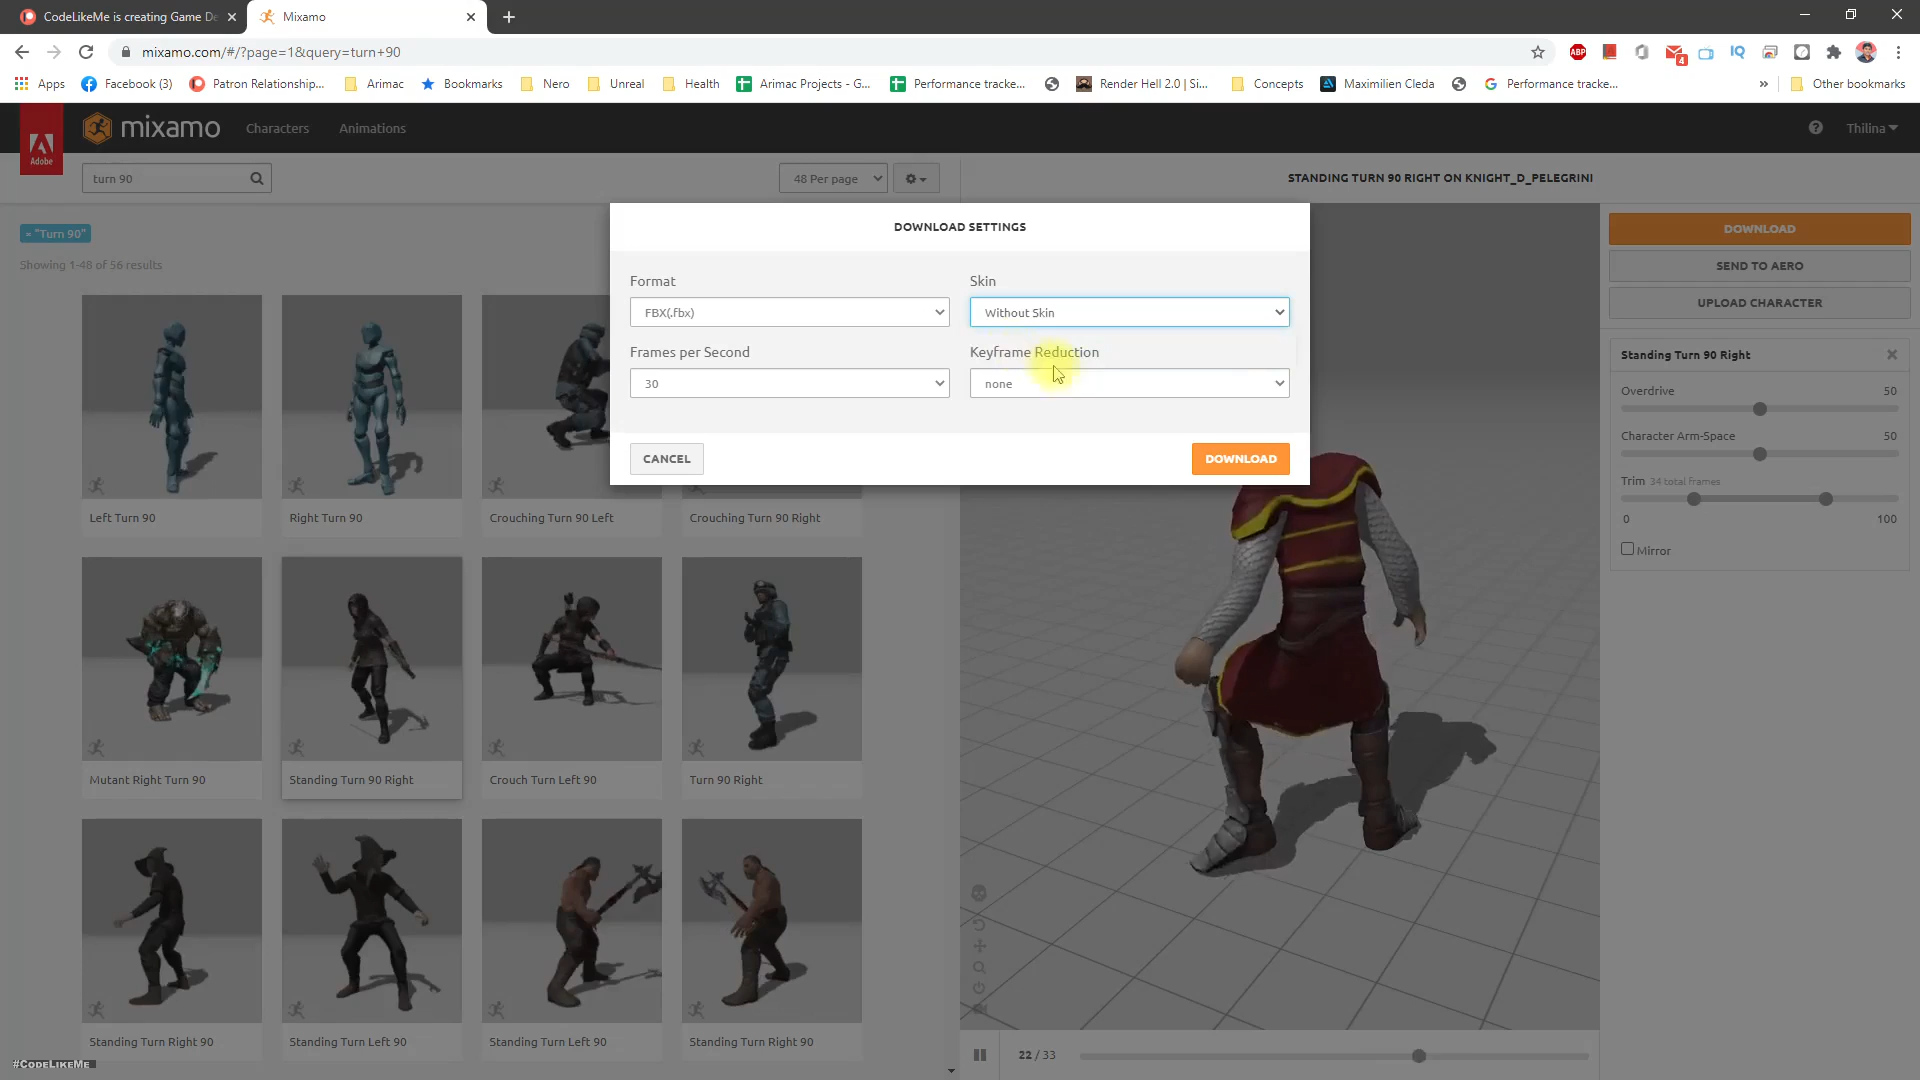 CodeLikeMe is creating Game De
Mixamo
mixamo.com/#/?page=1&query=turn+90
ABP
4
Apps
Facebook (3)
Patron Relationship...
Arimac
Bookmarks
Nero
Unreal
Health
Arimac Projects - G...
Performance tracke...
Render Hell 2.0 | Si...
Concepts
Maximilien Cleda
Performance tracke...
»
Other bookmarks
Adobe
mixamo
Characters
Animations
Thilina
turn 90
48 Per page
STANDING TURN 90 RIGHT ON KNIGHT_D_PELEGRINI
× "Turn 90"
Showing 1-48 of 56 results
DOWNLOAD SETTINGS
Format
Skin
FBX(.fbx)
Without Skin
Frames per Second
Keyframe Reduction
30
none
CANCEL
DOWNLOAD
DOWNLOAD
SEND TO AERO
UPLOAD CHARACTER
Standing Turn 90 Right
Overdrive 50
Character Arm-Space 50
Trim 34 total frames
0 100
Mirror
Left Turn 90
Right Turn 90
Crouching Turn 90 Left
Crouching Turn 90 Right
Mutant Right Turn 90
Standing Turn 90 Right
Crouch Turn Left 90
Turn 90 Right
Standing Turn Right 90
Standing Turn Left 90
Standing Turn Left 90
Standing Turn Right 90
22 / 33
#CodeLikeMe